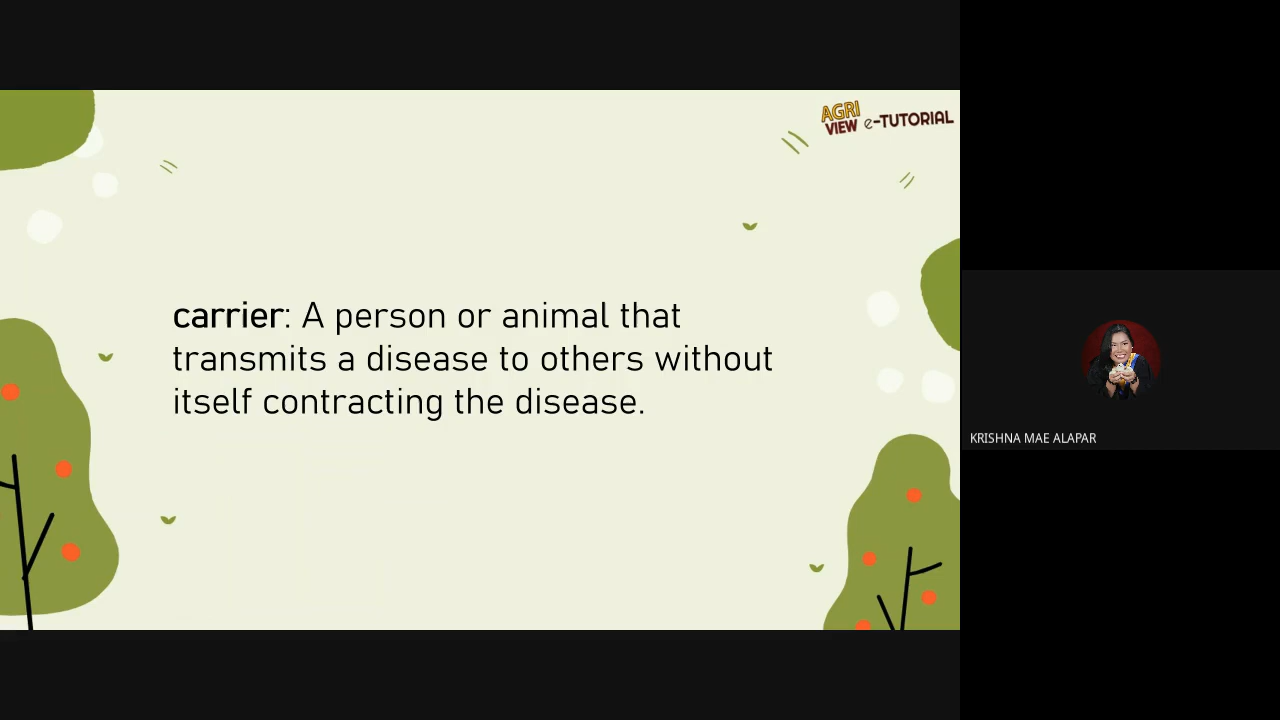 AGRI
VIEW e-TUTORIAL
carrier: A person or animal that
transmits a disease to others without
itself contracting the disease.
KRISHNA MAE ALAPAR